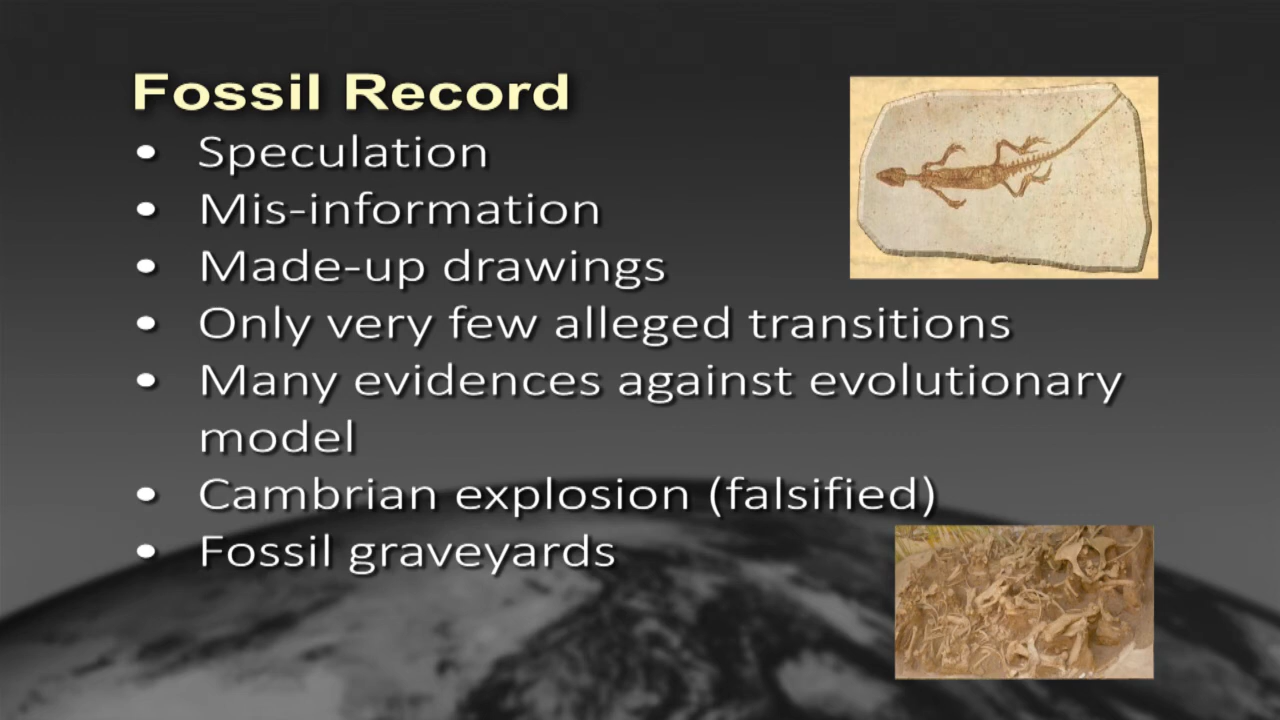 Fossil Record
• Speculation
• Mis-information
• Made-up drawings
• Only very few alleged transitions
• Many evidences against evolutionary
model
• Cambrian explosion (falsified)
• Fossil graveyards